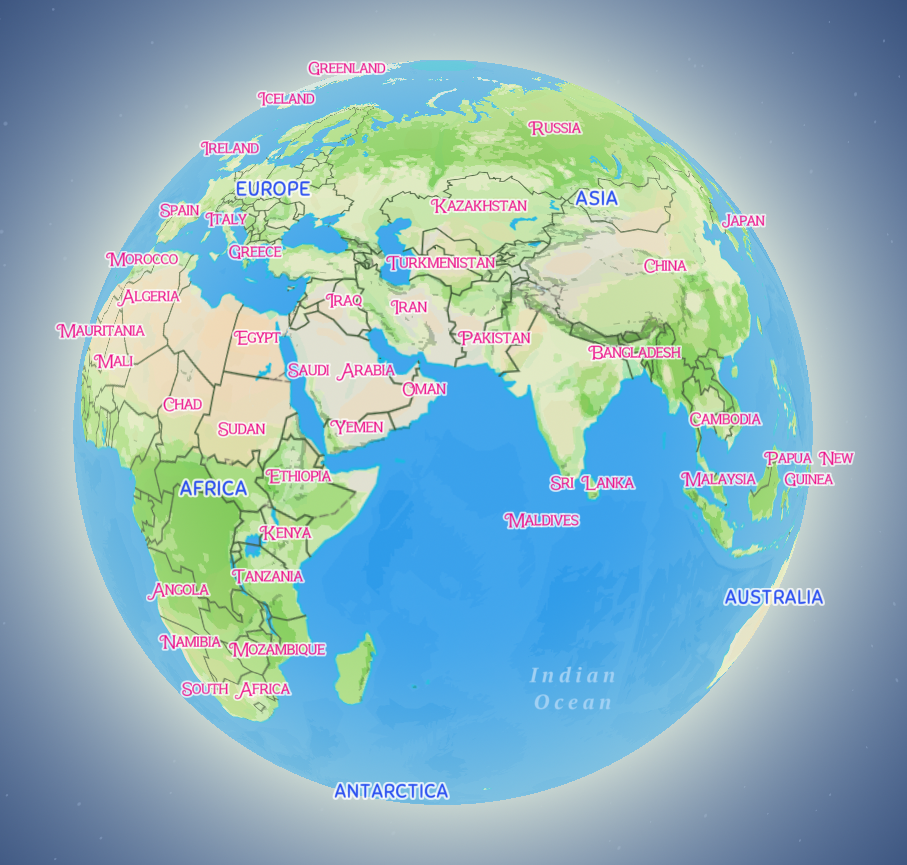 Greenland
Iceland
Russia
Ireland
EUROPE
ASIA
Kazakhstan
Spain
Italy
Japan
Greece
Morocco
Turkmenistan
China
Algeria
Iraq
Iran
Mauritania
Egypt
Pakistan
Bangladesh
Mali
Saudi Arabia
Oman
Chad
Cambodia
Sudan
Yemen
Papua New
Guinea
Ethiopia
Malaysia
Sri Lanka
AFRICA
Maldives
Kenya
Tanzania
Angola
AUSTRALIA
Namibia
Mozambique
Indian
Ocean
South Africa
ANTARCTICA